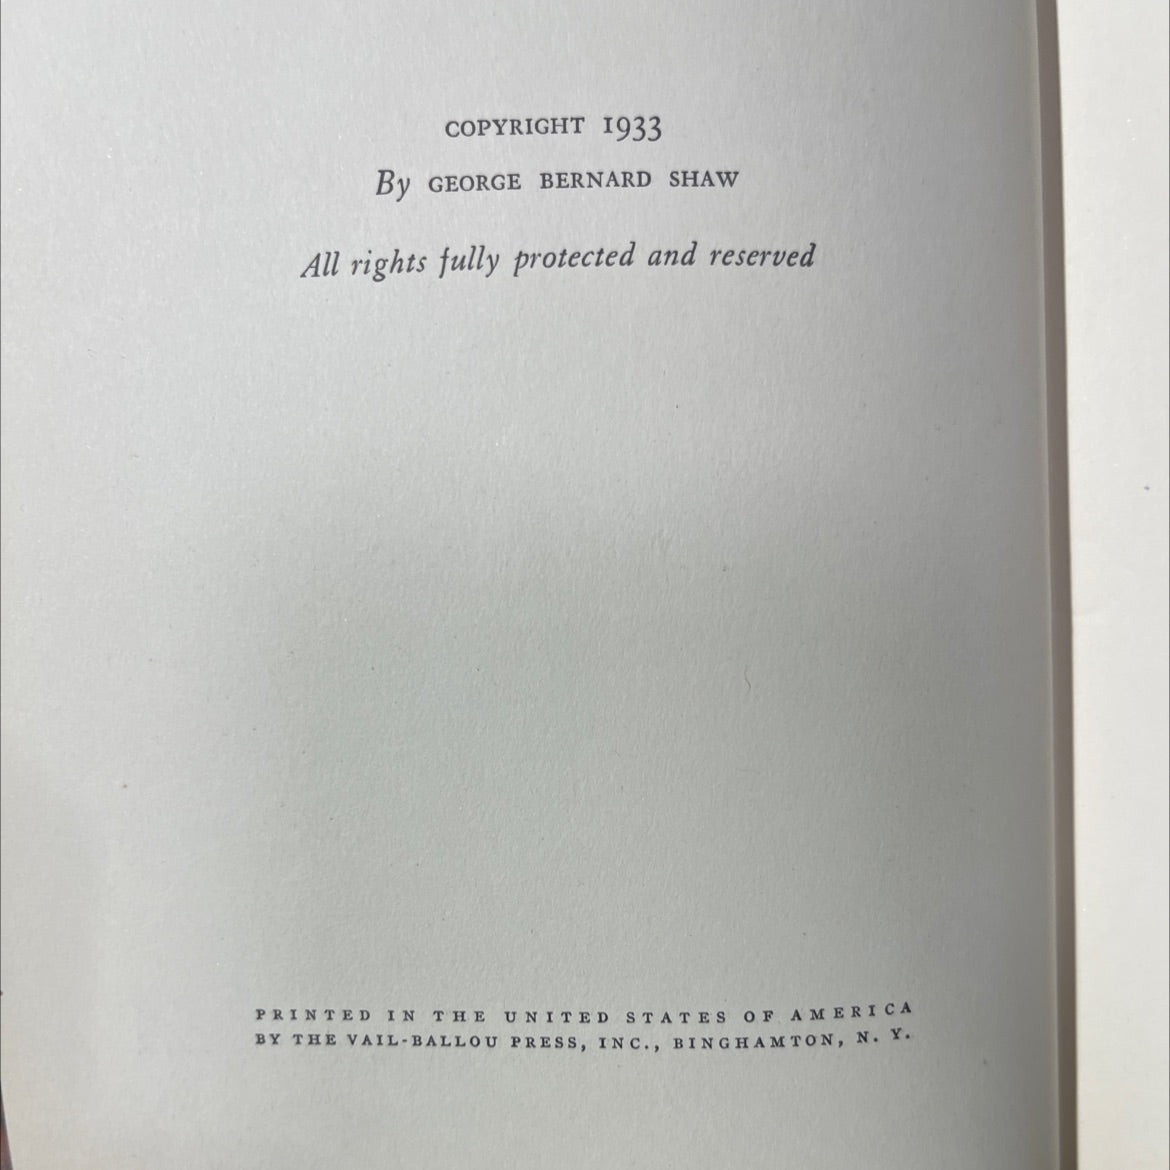 COPYRIGHT 1933
By GEORGE BERNARD SHAW
All rights fully protected and reserved
PRINTED IN THE UNITED STATES OF AMERICA
BY THE VAIL-BALLOU PRESS, INC., BINGHAMTON, N. Y.